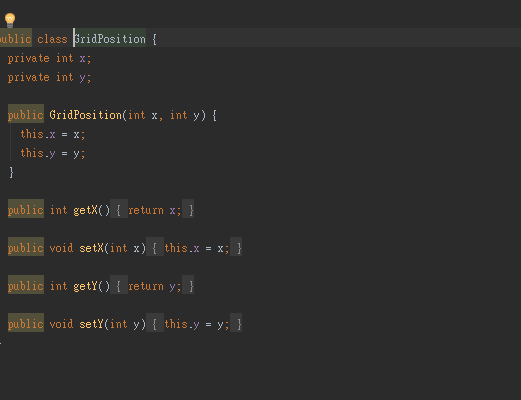 public class GridPosition {
private int x;
private int y;
public GridPosition(int x, int y) {
this.x = x;
this.y = y;
}
public int getX() { return x; }
public void setX(int x) { this.x = x; }
public int getY() { return y; }
public void setY(int y) { this.y = y; }